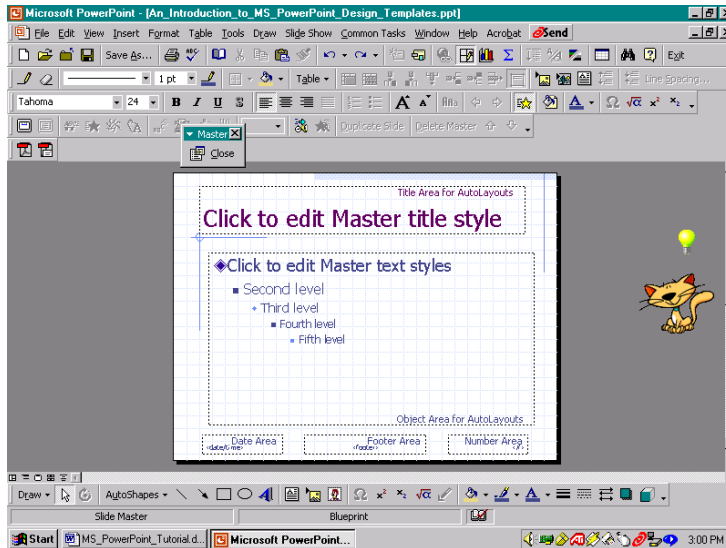 Microsoft PowerPoint - [An_Introduction_to_MS_PowerPoint_Design_Templates.ppt]
File Edit View Insert Format Table Tools Draw Slide Show Common Tasks Window Help Acrobat Send
Save As... Exit
1 pt Table Line Spacing...
Tahoma 24 B I U S
Duplicate Slide Delete Master
Master
Close
Title Area for AutoLayouts
Click to edit Master title style
Click to edit Master text styles
Second level
Third level
Fourth level
Fifth level
Object Area for AutoLayouts
Date Area Footer Area Number Area
<date/time> <footer> <#>
Draw AutoShapes
Slide Master Blueprint
Start MS_PowerPoint_Tutorial.d... Microsoft PowerPoint... 3:00 PM